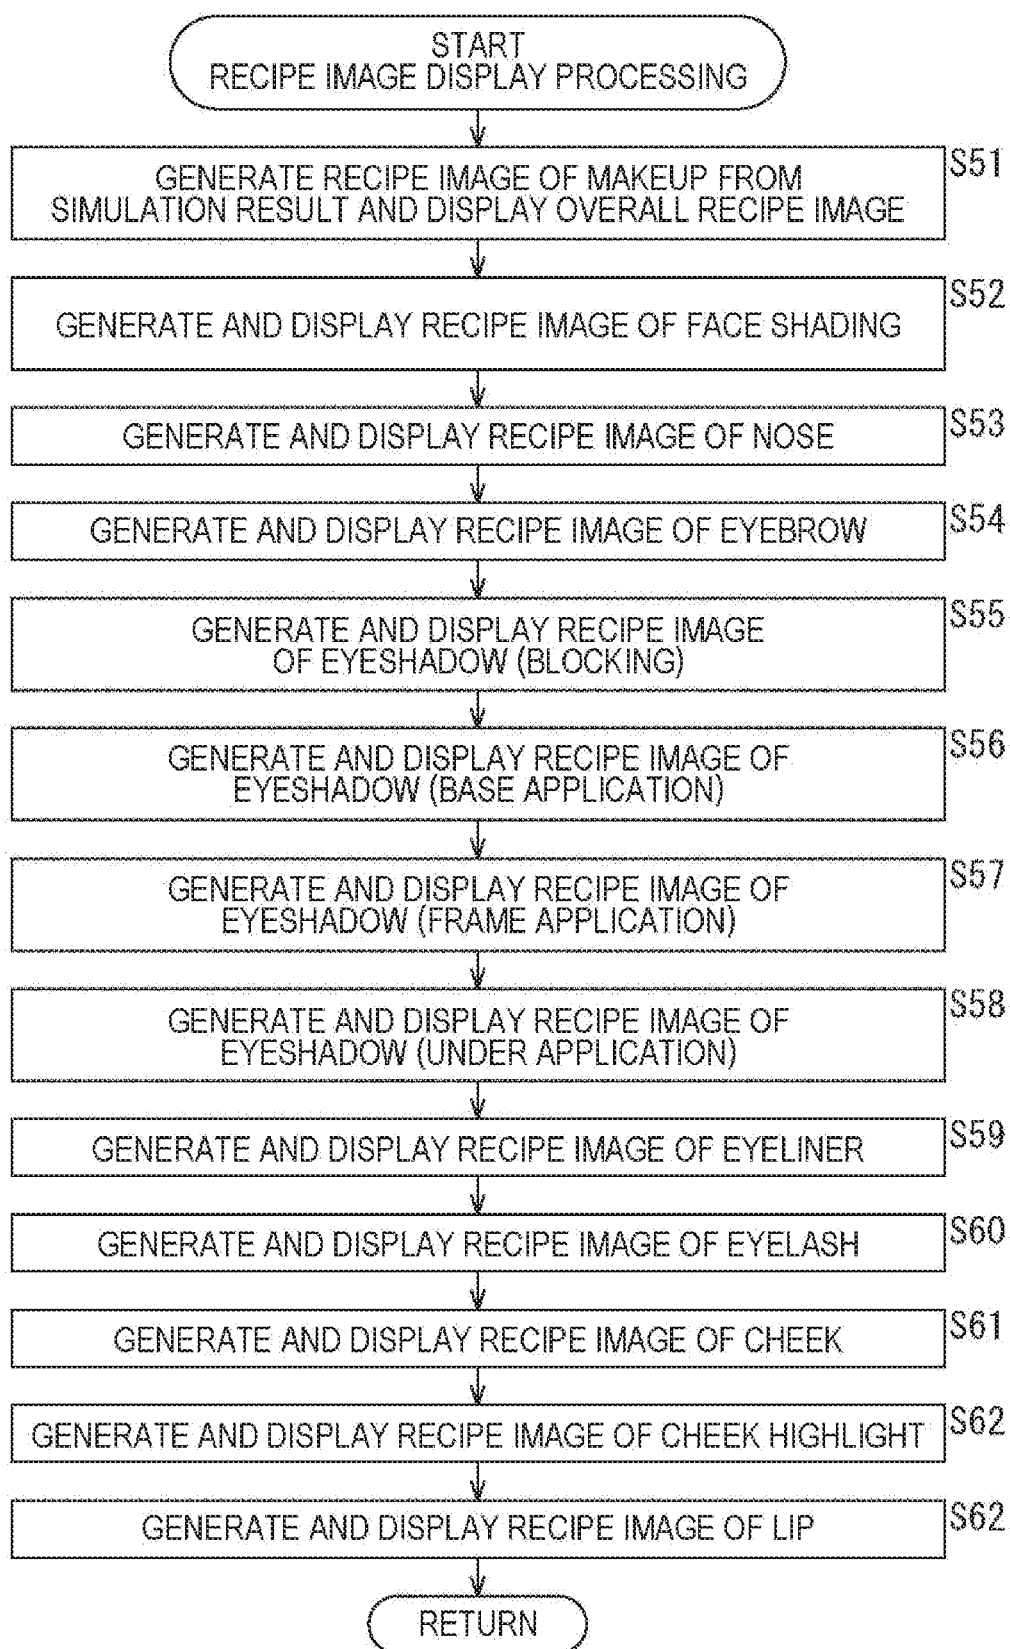 START
RECIPE IMAGE DISPLAY PROCESSING
S51
GENERATE RECIPE IMAGE OF MAKEUP FROM
SIMULATION RESULT AND DISPLAY OVERALL RECIPE IMAGE
S52
GENERATE AND DISPLAY RECIPE IMAGE OF FACE SHADING
S53
GENERATE AND DISPLAY RECIPE IMAGE OF NOSE
S54
GENERATE AND DISPLAY RECIPE IMAGE OF EYEBROW
S55
GENERATE AND DISPLAY RECIPE IMAGE
OF EYESHADOW (BLOCKING)
S56
GENERATE AND DISPLAY RECIPE IMAGE OF
EYESHADOW (BASE APPLICATION)
S57
GENERATE AND DISPLAY RECIPE IMAGE OF
EYESHADOW (FRAME APPLICATION)
S58
GENERATE AND DISPLAY RECIPE IMAGE OF
EYESHADOW (UNDER APPLICATION)
S59
GENERATE AND DISPLAY RECIPE IMAGE OF EYELINER
S60
GENERATE AND DISPLAY RECIPE IMAGE OF EYELASH
S61
GENERATE AND DISPLAY RECIPE IMAGE OF CHEEK
S62
GENERATE AND DISPLAY RECIPE IMAGE OF CHEEK HIGHLIGHT
S62
GENERATE AND DISPLAY RECIPE IMAGE OF LIP
RETURN